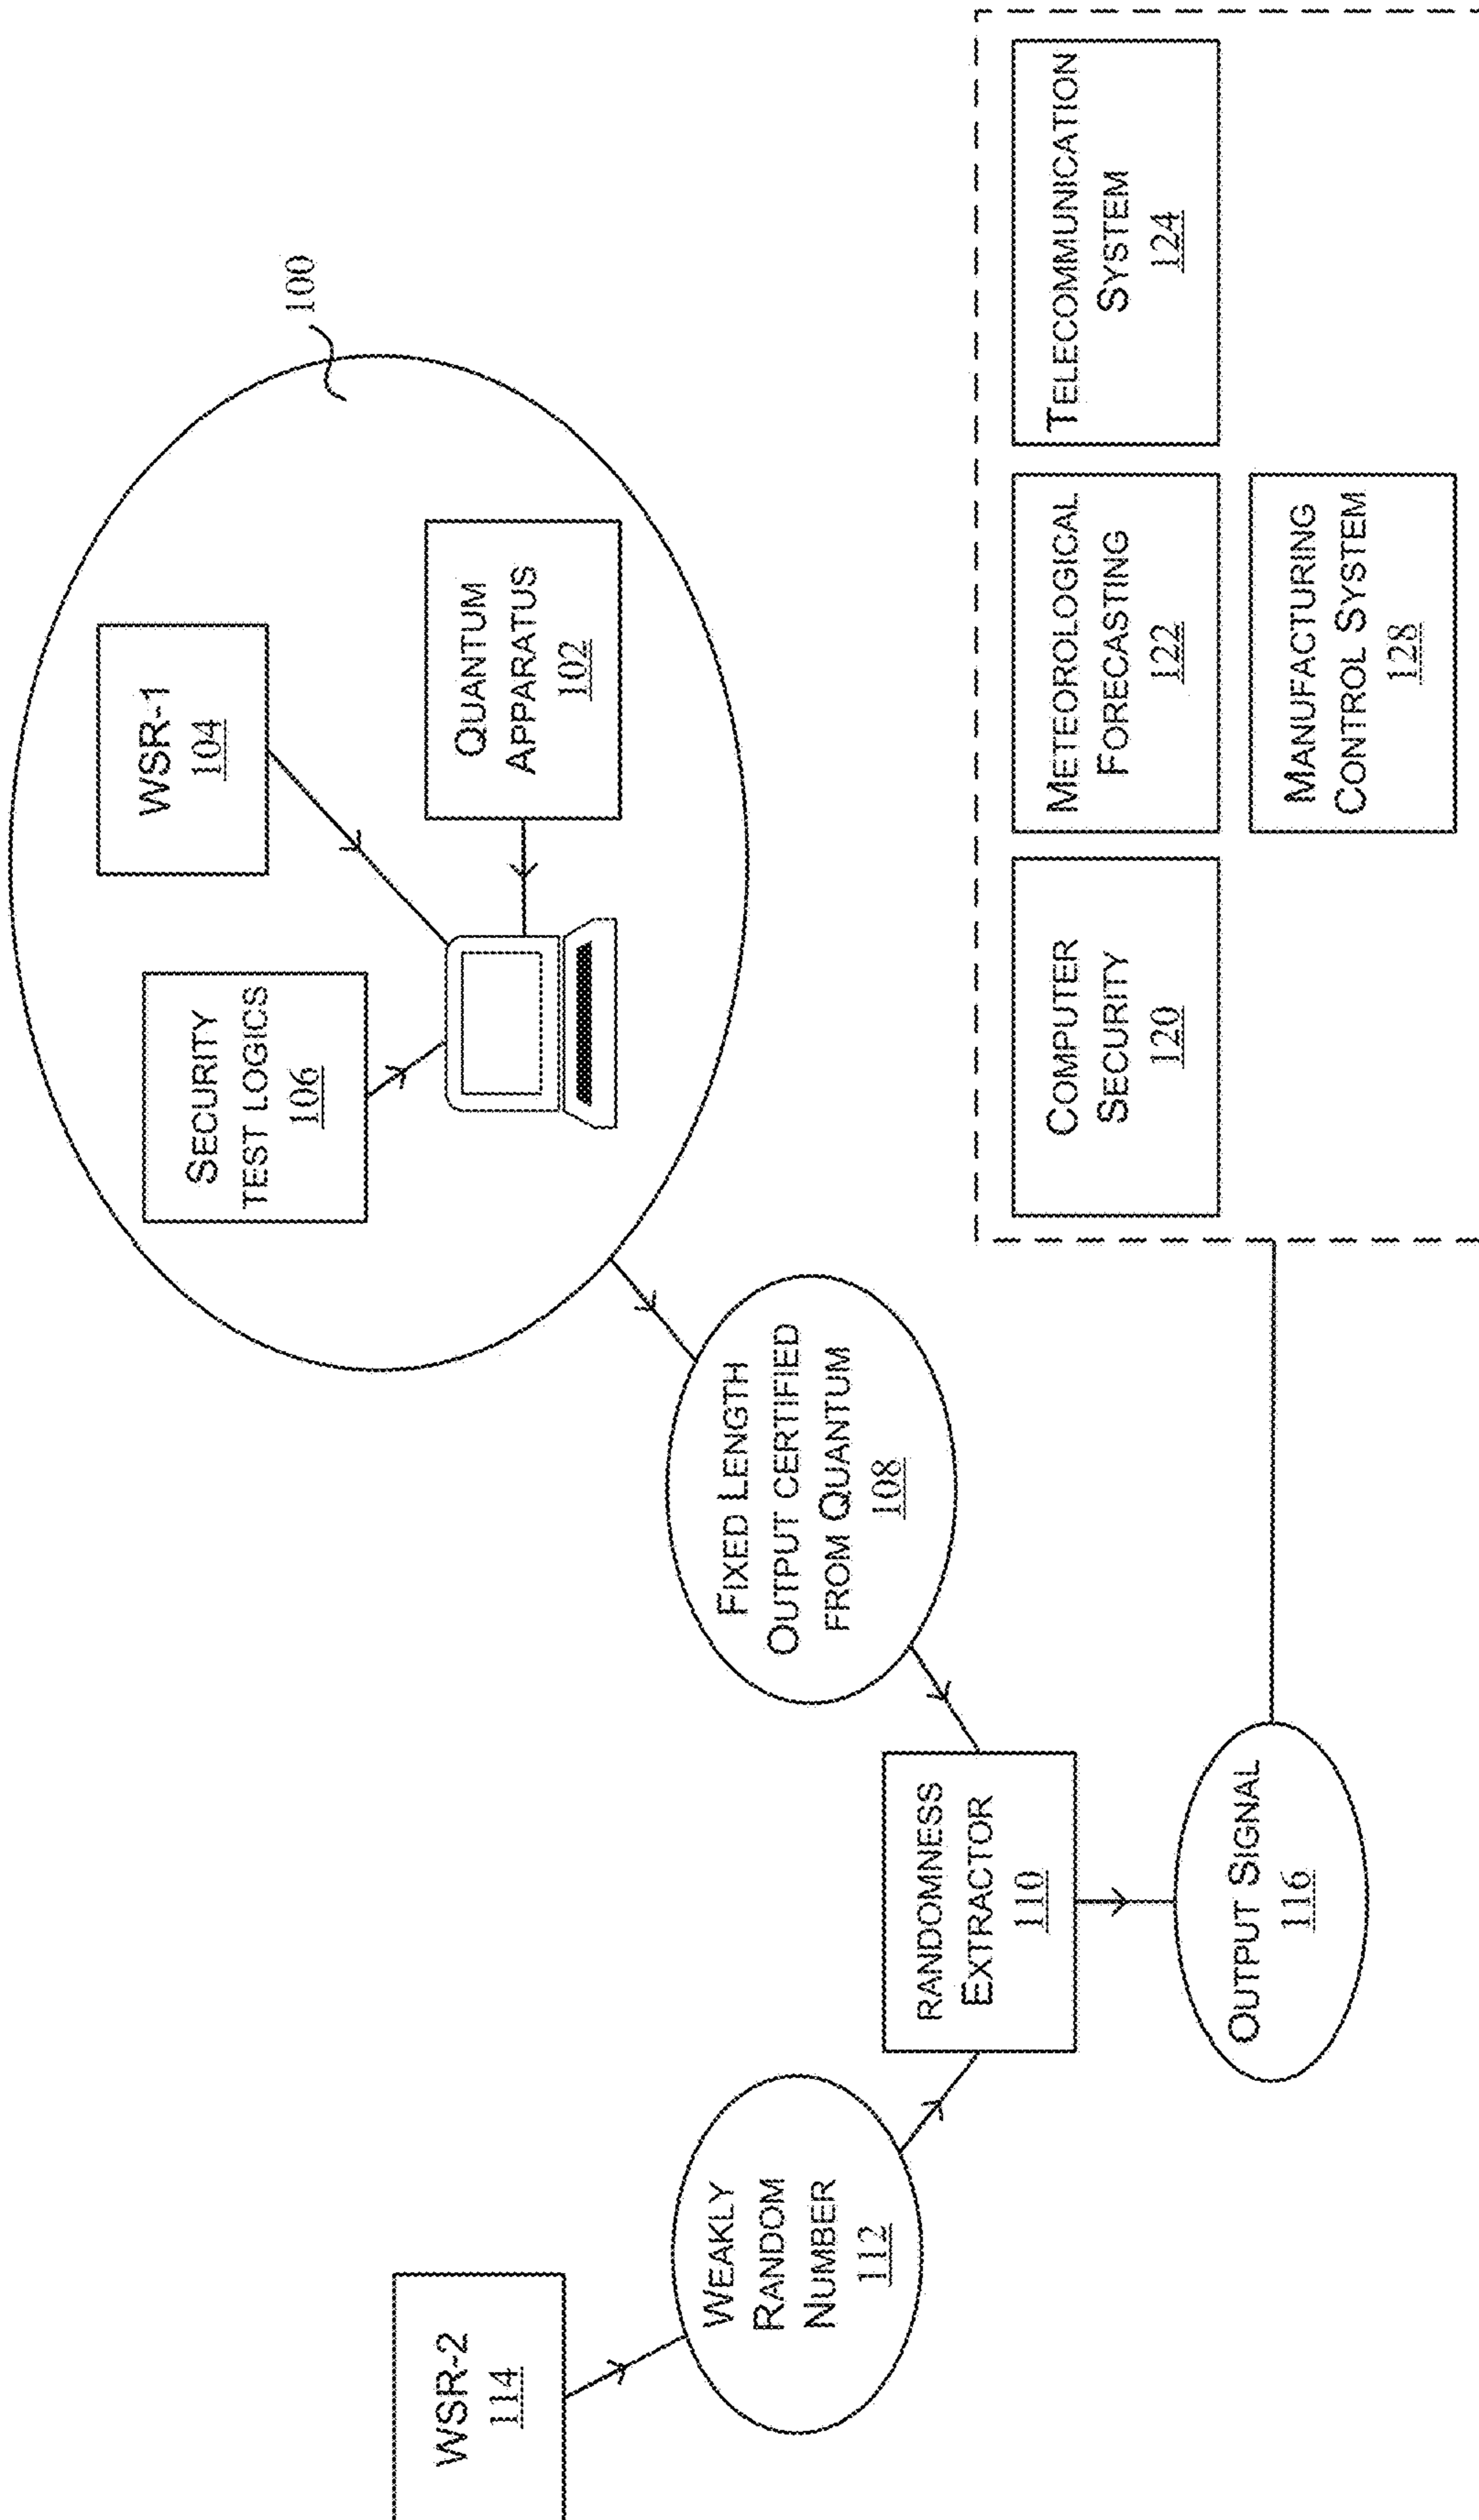 100
WSR-1
104
SECURITY
TEST LOGICS
106
QUANTUM
APPARATUS
102
WSR-2
114
WEAKLY
RANDOM
NUMBER
112
FIXED LENGTH
OUTPUT CERTIFIED
FROM QUANTUM
108
RANDOMNESS
EXTRACTOR
110
OUTPUT SIGNAL
116
COMPUTER
SECURITY
120
METEOROLOGICAL
FORECASTING
122
TELECOMMUNICATION
SYSTEM
124
MANUFACTURING
CONTROL SYSTEM
128